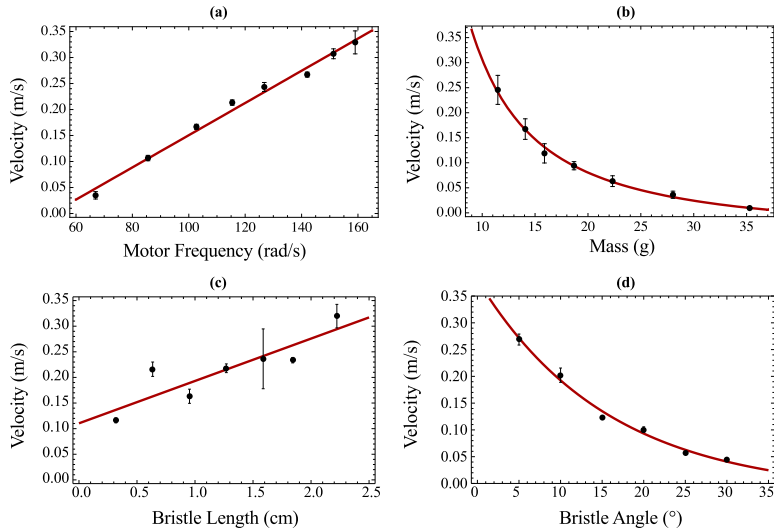 (a)
0.35
0.30
0.25
0.20
0.15
0.10
0.05
0.00
Velocity (m/s)
60 80 100 120 140 160
Motor Frequency (rad/s)
(b)
0.35
0.30
0.25
0.20
0.15
0.10
0.05
0.00
Velocity (m/s)
10 15 20 25 30 35
Mass (g)
(c)
0.35
0.30
0.25
0.20
0.15
0.10
0.05
0.00
Velocity (m/s)
0.0 0.5 1.0 1.5 2.0 2.5
Bristle Length (cm)
(d)
0.35
0.30
0.25
0.20
0.15
0.10
0.05
0.00
Velocity (m/s)
0 5 10 15 20 25 30 35
Bristle Angle (°)